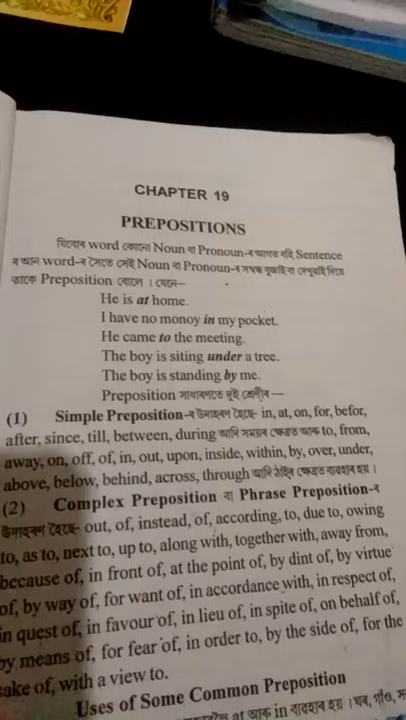 CHAPTER 19
PREPOSITIONS
যিবোৰ word কোনো Noun বা Pronoun-ৰ আগত বহি Sentence
ৰ আন word-ৰ সৈতে সেই Noun বা Pronoun-ৰ সম্বন্ধ বুজাই বা দেখুৱাই দিয়ে
তাকে Preposition বোলে । যেনে—
He is at home.
I have no monoy in my pocket.
He came to the meeting.
The boy is siting under a tree.
The boy is standing by me.
Preposition সাধাৰণতে দুই শ্ৰেণীৰ —
(1) Simple Preposition-ৰ উদাহৰণ হৈছে- in, at, on, for, befor,
after, since, till, between, during আদি সময়ৰ ক্ষেত্ৰত আৰু to, from,
away, on, off, of, in, out, upon, inside, within, by, over, under,
above, below, behind, across, through আদি ঠাইৰ ক্ষেত্ৰত ব্যৱহাৰ হয় ।
(2) Complex Preposition বা Phrase Preposition-ৰ
উদাহৰণ হৈছে- out, of, instead, of, according, to, due to, owing
to, as to, next to, up to, along with, together with, away from,
because of, in front of, at the point of, by dint of, by virtue
of, by way of, for want of, in accordance with, in respect of,
in quest of, in favour of, in lieu of, in spite of, on behalf of,
by means of, for fear of, in order to, by the side of, for the
sake of, with a view to.
Uses of Some Common Preposition
at আৰু in ব্যৱহাৰ হয় । ঘৰ, গাঁও,